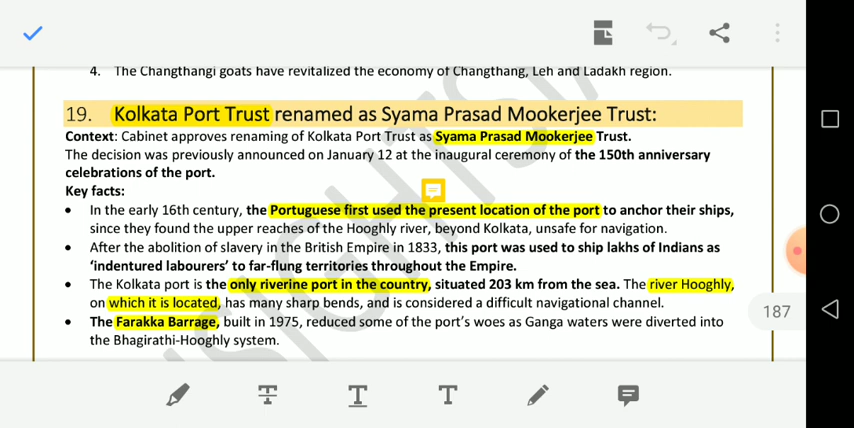 4. The Changthangi goats have revitalized the economy of Changthang, Leh and Ladakh region.
19. Kolkata Port Trust renamed as Syama Prasad Mookerjee Trust:
Context: Cabinet approves renaming of Kolkata Port Trust as Syama Prasad Mookerjee Trust.
The decision was previously announced on January 12 at the inaugural ceremony of the 150th anniversary
celebrations of the port.
Key facts:
• In the early 16th century, the Portuguese first used the present location of the port to anchor their ships,
since they found the upper reaches of the Hooghly river, beyond Kolkata, unsafe for navigation.
• After the abolition of slavery in the British Empire in 1833, this port was used to ship lakhs of Indians as
‘indentured labourers’ to far-flung territories throughout the Empire.
• The Kolkata port is the only riverine port in the country, situated 203 km from the sea. The river Hooghly,
on which it is located, has many sharp bends, and is considered a difficult navigational channel.
• The Farakka Barrage, built in 1975, reduced some of the port’s woes as Ganga waters were diverted into
the Bhagirathi-Hooghly system.
187
INSIGHTSIA
T
T
T